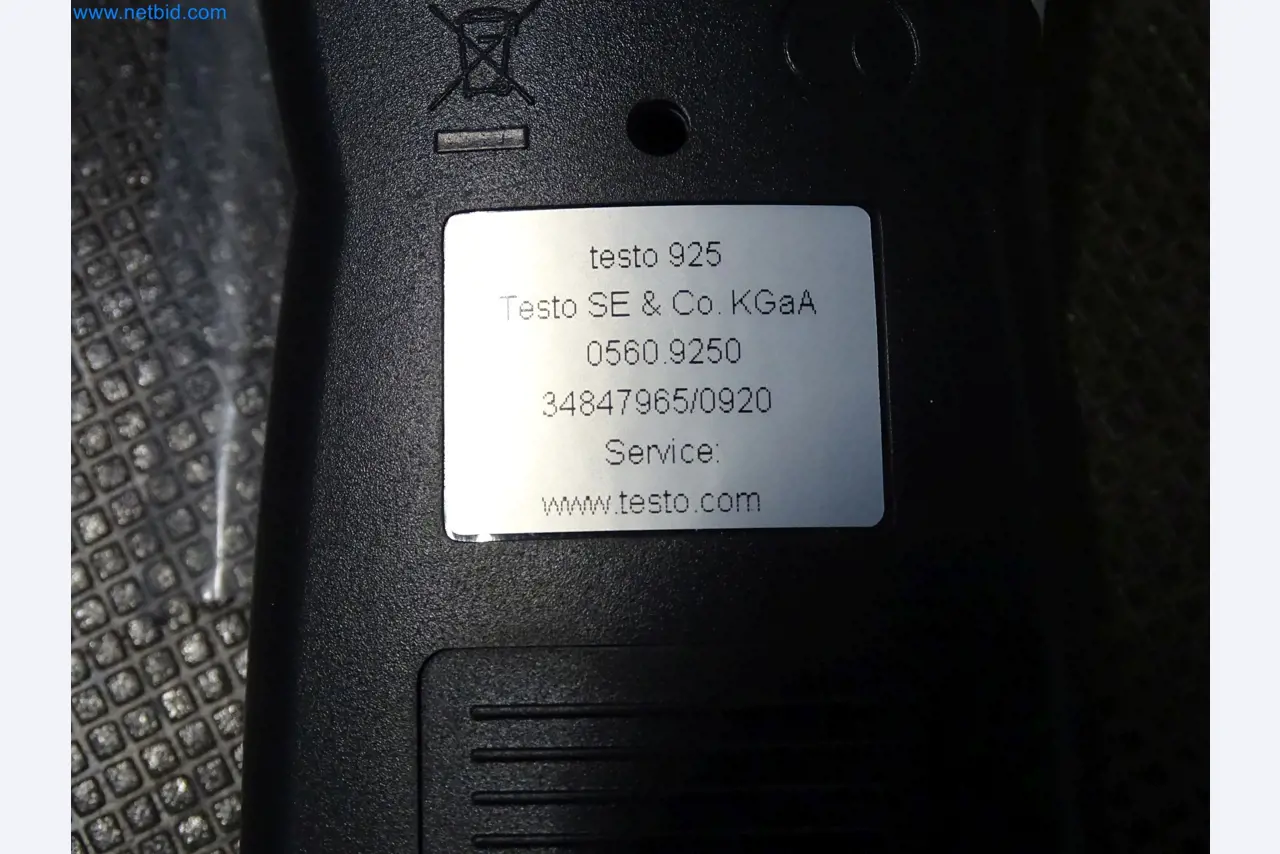 www.netbid.com
testo 925
Testo SE & Co. KGaA
0560.9250
34847965/0920
Service:
www.testo.com